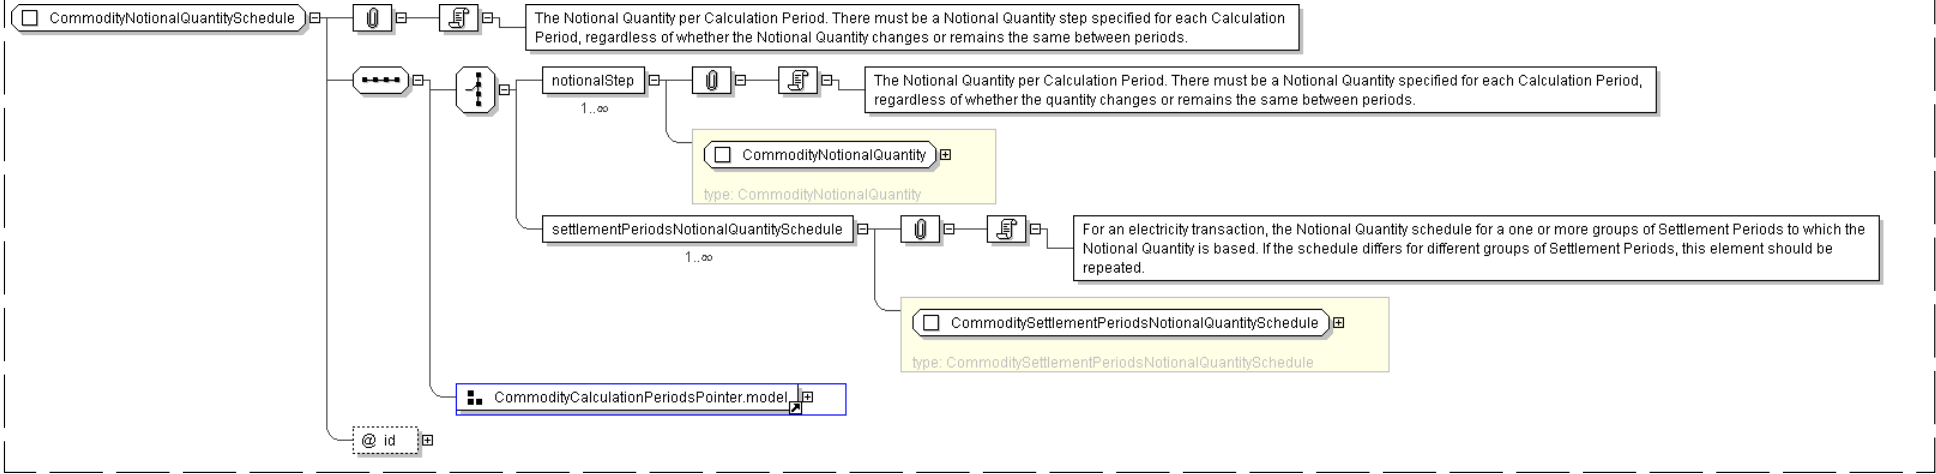 CommodityNotionalQuantitySchedule
The Notional Quantity per Calculation Period. There must be a Notional Quantity step specified for each Calculation
Period, regardless of whether the Notional Quantity changes or remains the same between periods.
notionalStep
1..∞
The Notional Quantity per Calculation Period. There must be a Notional Quantity specified for each Calculation Period,
regardless of whether the quantity changes or remains the same between periods.
CommodityNotionalQuantity
type: CommodityNotionalQuantity
settlementPeriodsNotionalQuantitySchedule
1..∞
For an electricity transaction, the Notional Quantity schedule for a one or more groups of Settlement Periods to which the
Notional Quantity is based. If the schedule differs for different groups of Settlement Periods, this element should be
repeated.
CommoditySettlementPeriodsNotionalQuantitySchedule
type: CommoditySettlementPeriodsNotionalQuantitySchedule
CommodityCalculationPeriodsPointer.model
@ id